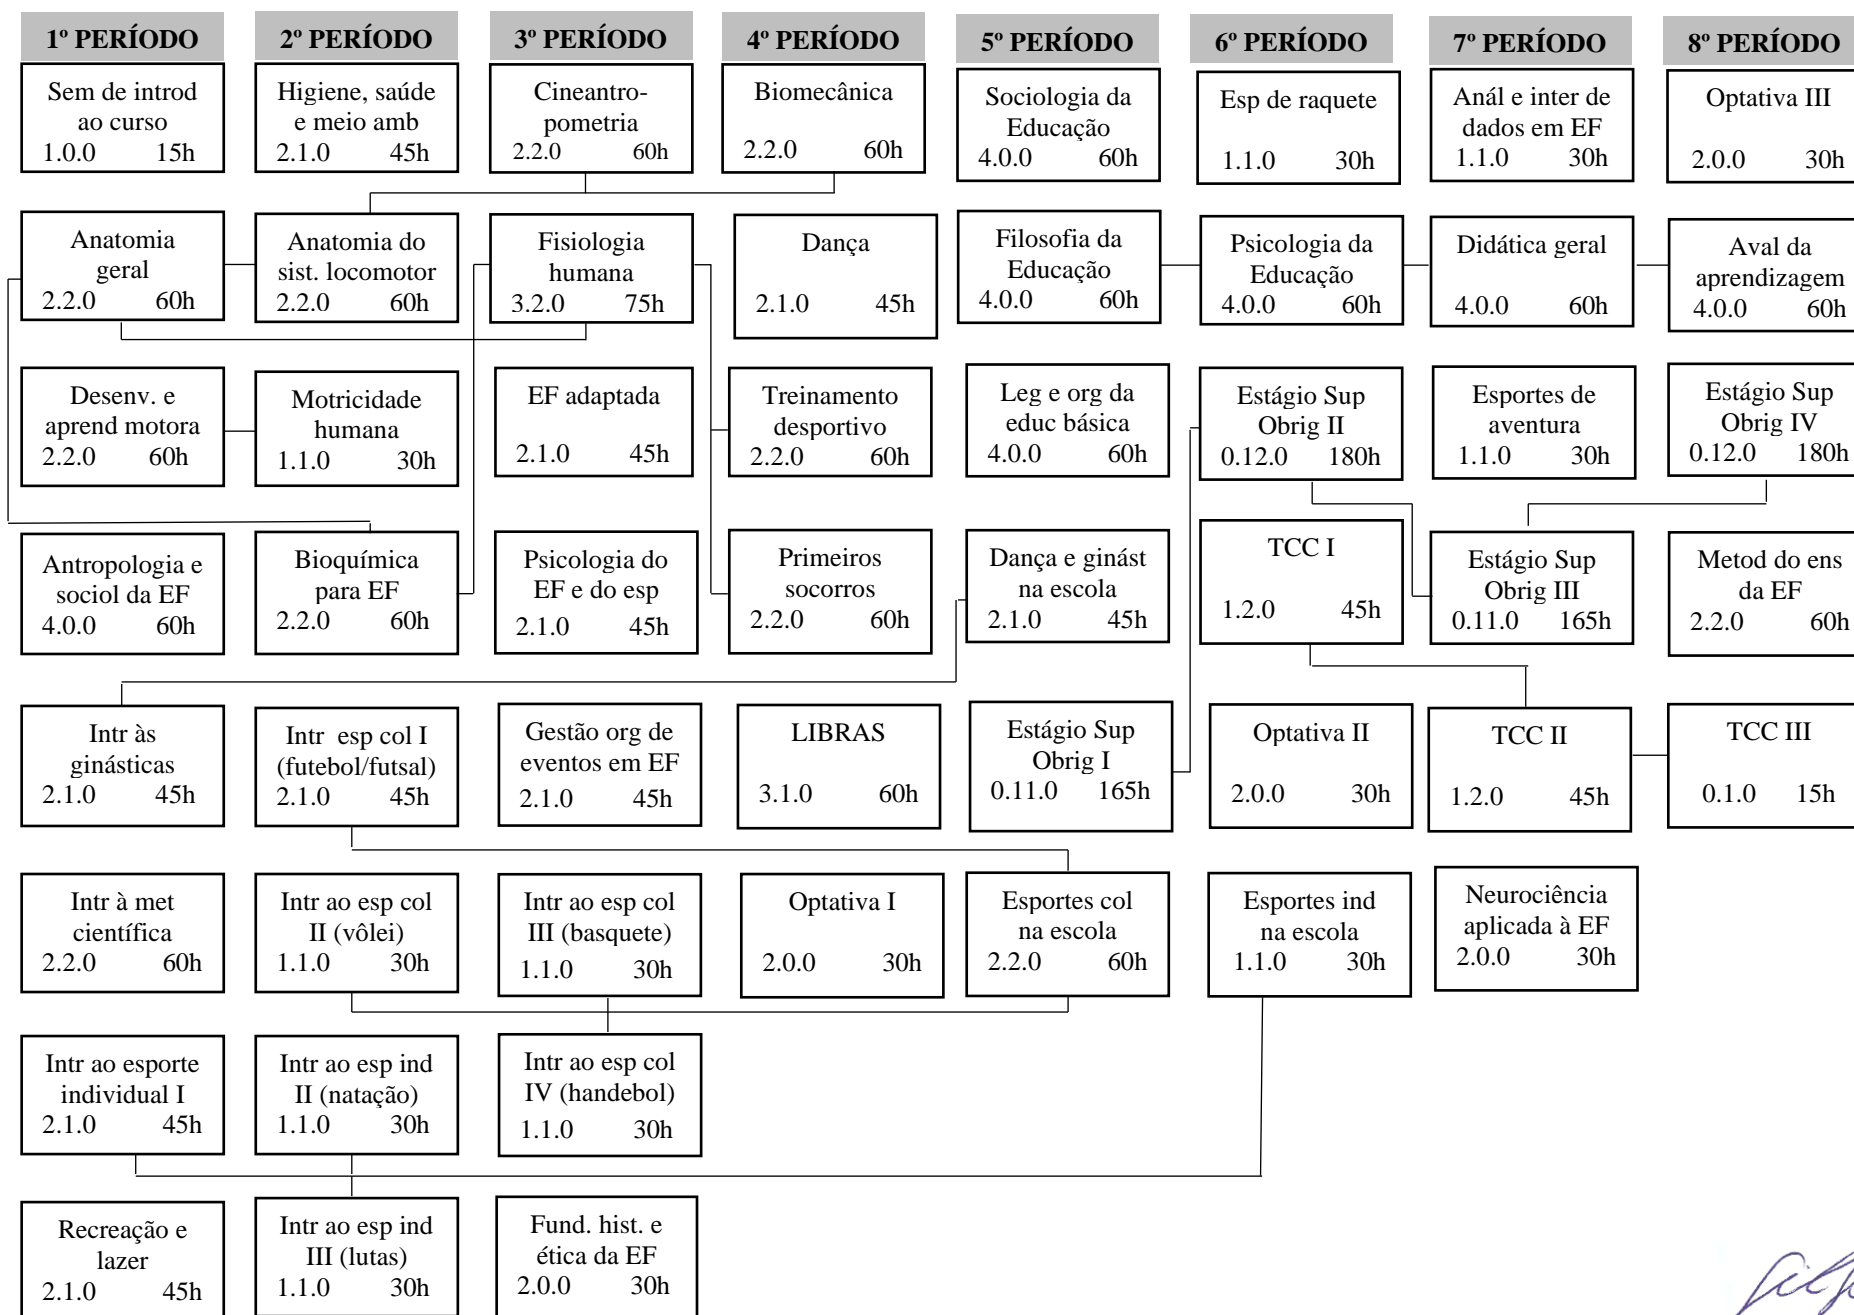 1º PERÍODO 2º PERÍODO 3º PERÍODO 4º PERÍODO 5º PERÍODO 6º PERÍODO 7º PERÍODO 8º PERÍODO
Sem de introd
ao curso
1.0.0 15h
Higiene, saúde
e meio amb
2.1.0 45h
Cineantro-
pometria
2.2.0 60h
Biomecânica
2.2.0 60h
Sociologia da
Educação
4.0.0 60h
Esp de raquete
1.1.0 30h
Anál e inter de
dados em EF
1.1.0 30h
Optativa III
2.0.0 30h
Anatomia
geral
2.2.0 60h
Anatomia do
sist. locomotor
2.2.0 60h
Fisiologia
humana
3.2.0 75h
Dança
2.1.0 45h
Filosofia da
Educação
4.0.0 60h
Psicologia da
Educação
4.0.0 60h
Didática geral
4.0.0 60h
Aval da
aprendizagem
4.0.0 60h
Desenv. e
aprend motora
2.2.0 60h
Motricidade
humana
1.1.0 30h
EF adaptada
2.1.0 45h
Treinamento
desportivo
2.2.0 60h
Leg e org da
educ básica
4.0.0 60h
Estágio Sup
Obrig II
0.12.0 180h
Esportes de
aventura
1.1.0 30h
Estágio Sup
Obrig IV
0.12.0 180h
Antropologia e
sociol da EF
4.0.0 60h
Bioquímica
para EF
2.2.0 60h
Psicologia do
EF e do esp
2.1.0 45h
Primeiros
socorros
2.2.0 60h
Dança e ginást
na escola
2.1.0 45h
TCC I
1.2.0 45h
Estágio Sup
Obrig III
0.11.0 165h
Metod do ens
da EF
2.2.0 60h
Intr às
ginásticas
2.1.0 45h
Intr esp col I
(futebol/futsal)
2.1.0 45h
Gestão org de
eventos em EF
2.1.0 45h
LIBRAS
3.1.0 60h
Estágio Sup
Obrig I
0.11.0 165h
Optativa II
2.0.0 30h
TCC II
1.2.0 45h
TCC III
0.1.0 15h
Intr à met
científica
2.2.0 60h
Intr ao esp col
II (vôlei)
1.1.0 30h
Intr ao esp col
III (basquete)
1.1.0 30h
Optativa I
2.0.0 30h
Esportes col
na escola
2.2.0 60h
Esportes ind
na escola
1.1.0 30h
Neurociência
aplicada à EF
2.0.0 30h
Intr ao esporte
individual I
2.1.0 45h
Intr ao esp ind
II (natação)
1.1.0 30h
Intr ao esp col
IV (handebol)
1.1.0 30h
Recreação e
lazer
2.1.0 45h
Intr ao esp ind
III (lutas)
1.1.0 30h
Fund. hist. e
ética da EF
2.0.0 30h